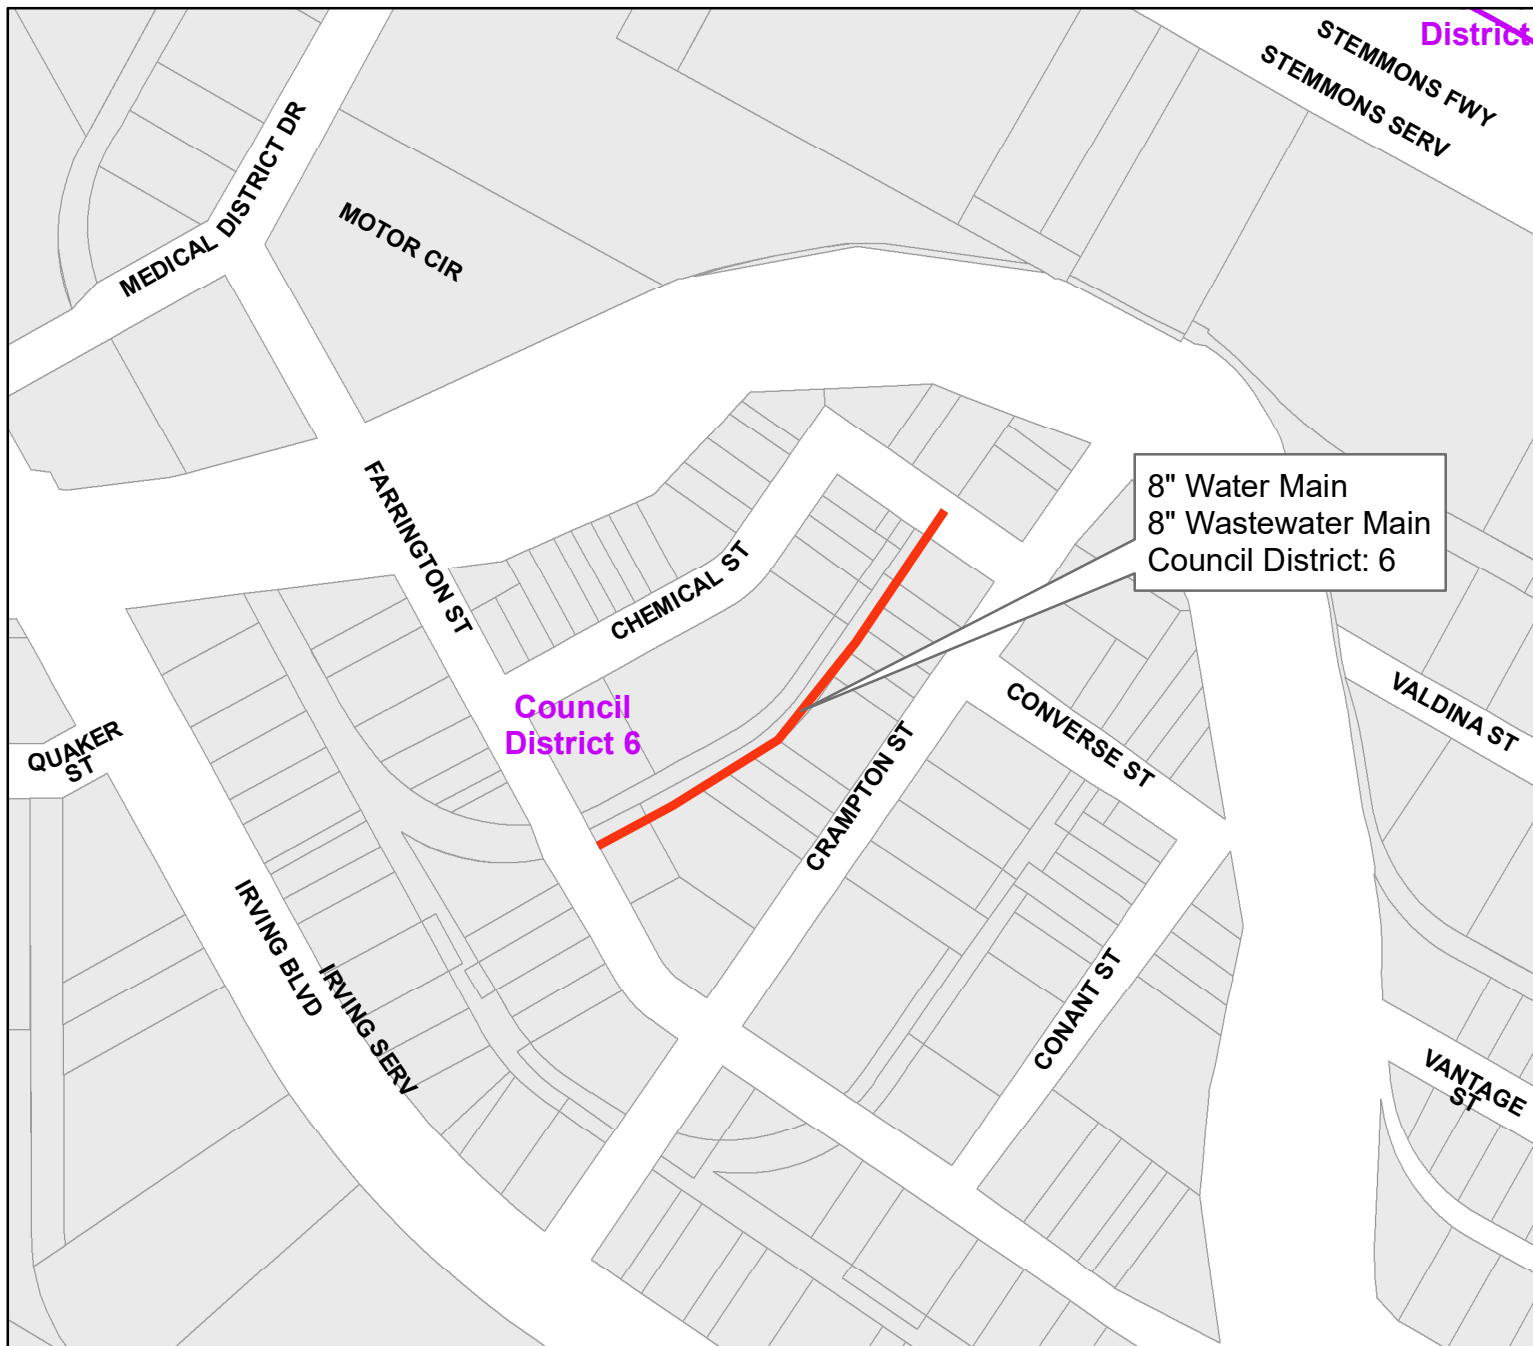 District
STEMMONS FWY
STEMMONS SERV
MEDICAL DISTRICT DR
MOTOR CIR
FARRINGTON ST
8" Water Main
8" Wastewater Main
Council District: 6
CHEMICAL ST
Council
District 6
CONVERSE ST
VALDINA ST
QUAKER
ST
CRAMPTON ST
IRVING BLVD
IRVING SERV
CONANT ST
VANTAGE
ST